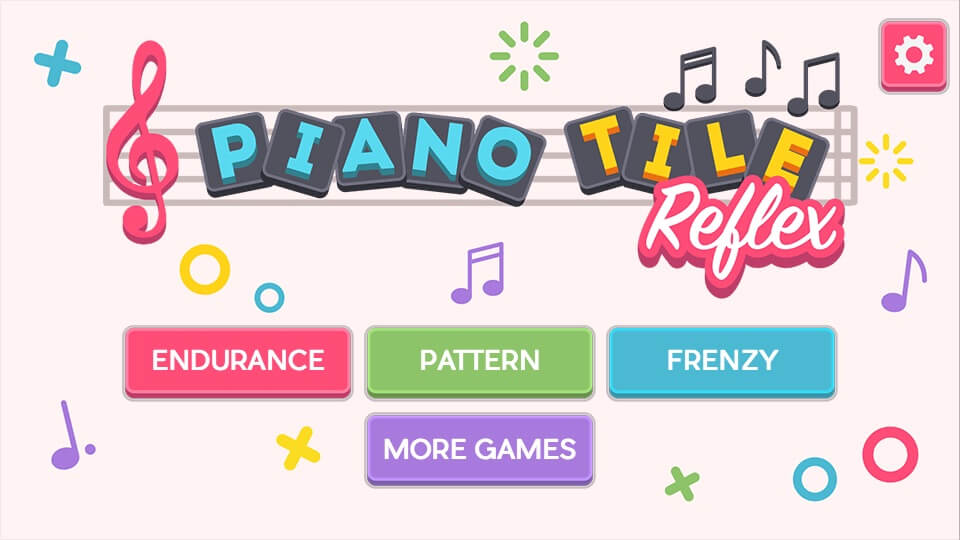 PIANO TILE
Reflex
ENDURANCE
PATTERN
FRENZY
MORE GAMES